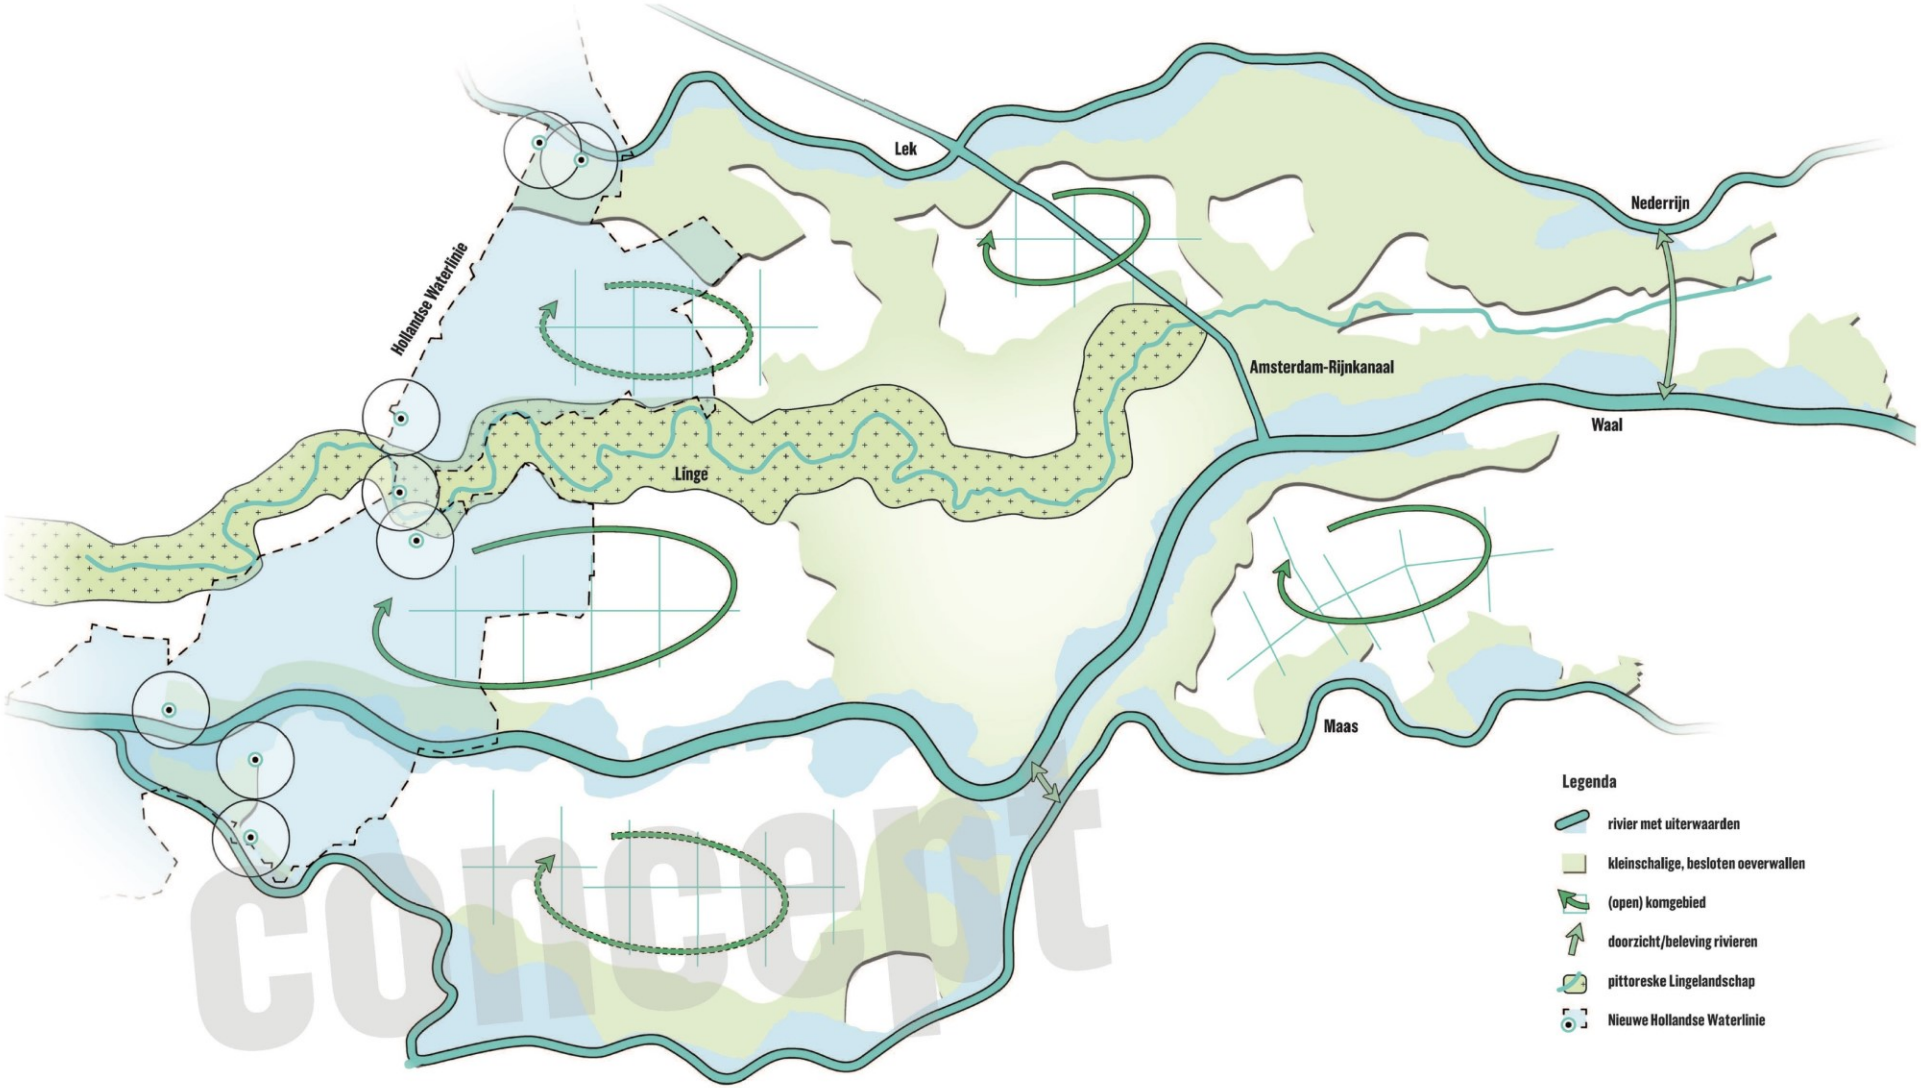 Lek
Nederrijn
Hollandse Waterlinie
Amsterdam-Rijnkanaal
Waal
Linge
Maas
concept
Legenda
rivier met uiterwaarden
kleinschalige, besloten oeverwallen
(open) komgebied
doorzicht/beleving rivieren
pittoreske Lingelandschap
Nieuwe Hollandse Waterlinie